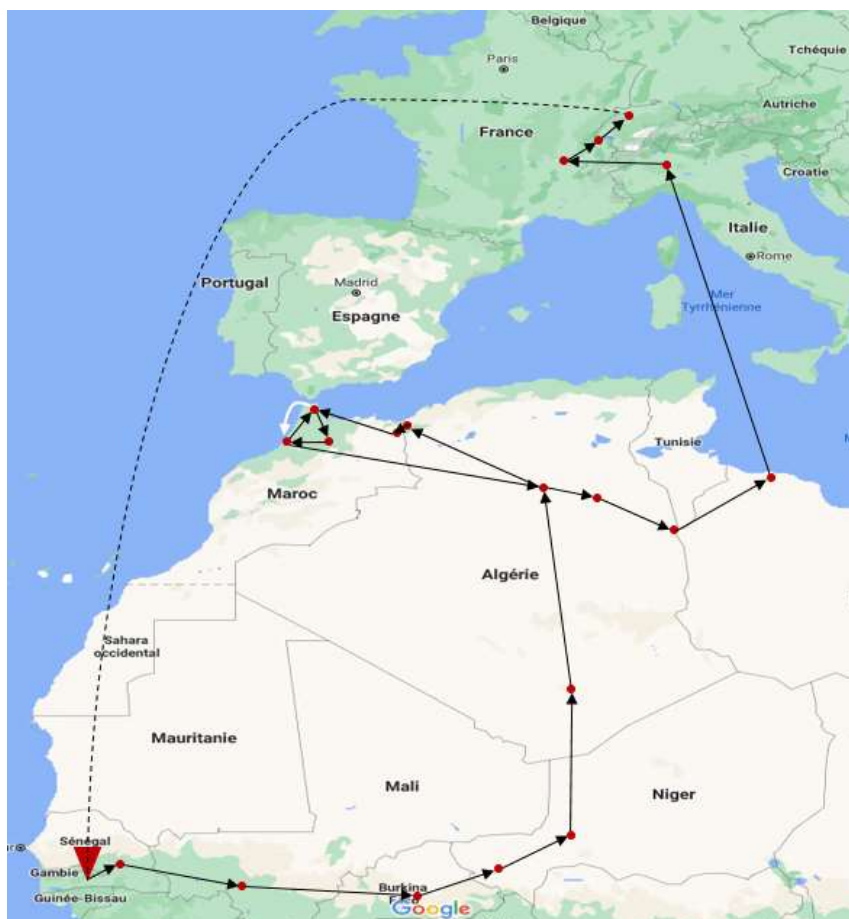 Belgique
Paris
Tchéquie
Autriche
France
Croatie
Italie
Rome
Portugal
Madrid
Espagne
Mer
Tyrrhénienne
Tunisie
Maroc
Algérie
Sahara
occidental
Mauritanie
Mali
Niger
Sénégal
Gambie
Guinée-Bissau
Burkina
Google